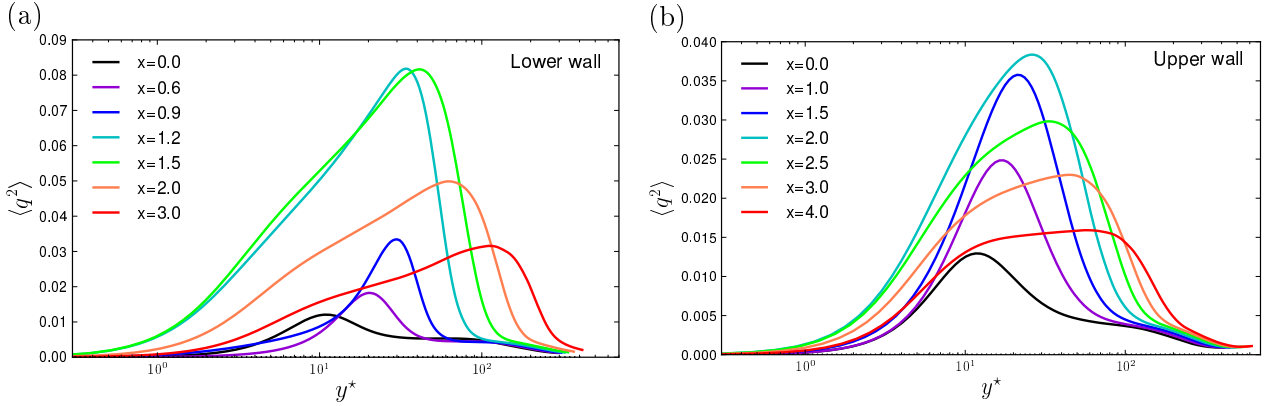 (a)
Lower wall
x=0.0
x=0.6
x=0.9
x=1.2
x=1.5
x=2.0
x=3.0
0.09
0.08
0.07
0.06
0.05
0.04
0.03
0.02
0.01
0.00
⟨q²⟩
10⁰
10¹
10²
y⋆
(b)
Upper wall
x=0.0
x=1.0
x=1.5
x=2.0
x=2.5
x=3.0
x=4.0
0.040
0.035
0.030
0.025
0.020
0.015
0.010
0.005
0.000
⟨q²⟩
10⁰
10¹
10²
y⋆